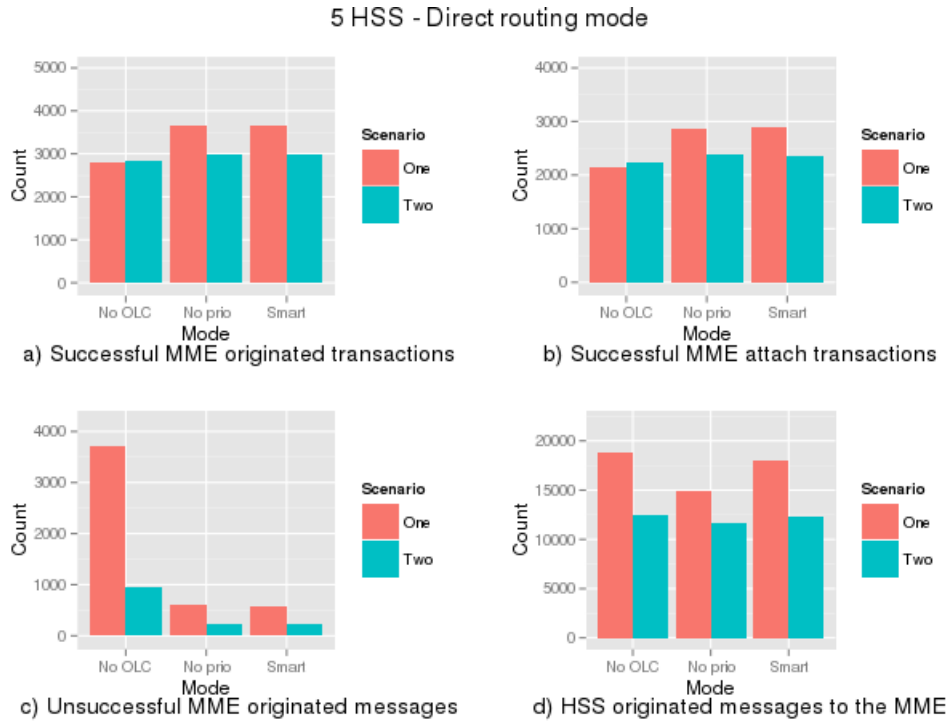 5 HSS - Direct routing mode
5000
4000
3000
2000
1000
0
Count
No OLC No prio Smart
Mode
Scenario
One
Two
a) Successful MME originated transactions
4000
3000
2000
1000
0
Count
No OLC No prio Smart
Mode
Scenario
One
Two
b) Successful MME attach transactions
4000
3000
2000
1000
0
Count
No OLC No prio Smart
Mode
Scenario
One
Two
c) Unsuccessful MME originated messages
20000
15000
10000
5000
0
Count
No OLC No prio Smart
Mode
Scenario
One
Two
d) HSS originated messages to the MME